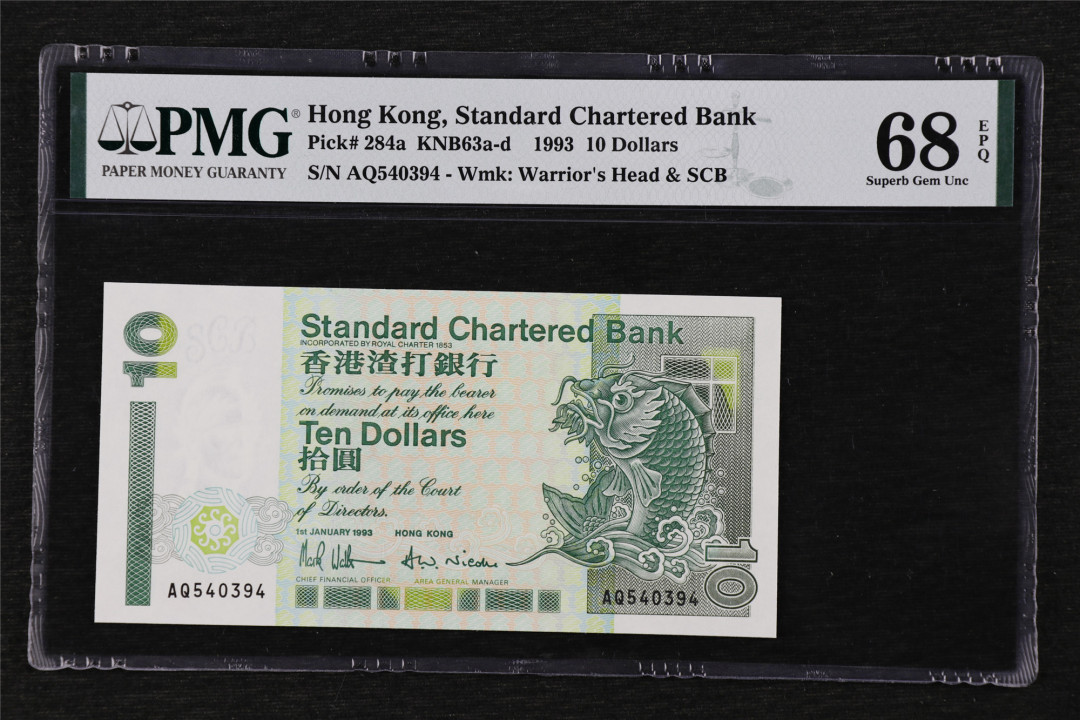 PMG®
PAPER MONEY GUARANTY
Hong Kong, Standard Chartered Bank
Pick# 284a KNB63a-d 1993 10 Dollars
S/N AQ540394 - Wmk: Warrior's Head & SCB
68
EPQ
Superb Gem Unc
10
SCB
Standard Chartered Bank
INCORPORATED BY ROYAL CHARTER 1853
香港渣打銀行
Promises to pay the bearer
on demand at its office here
Ten Dollars
拾圓
By order of the Court
of Directors.
1st JANUARY 1993 HONG KONG
CHIEF FINANCIAL OFFICER AREA GENERAL MANAGER
AQ540394
AQ540394
10